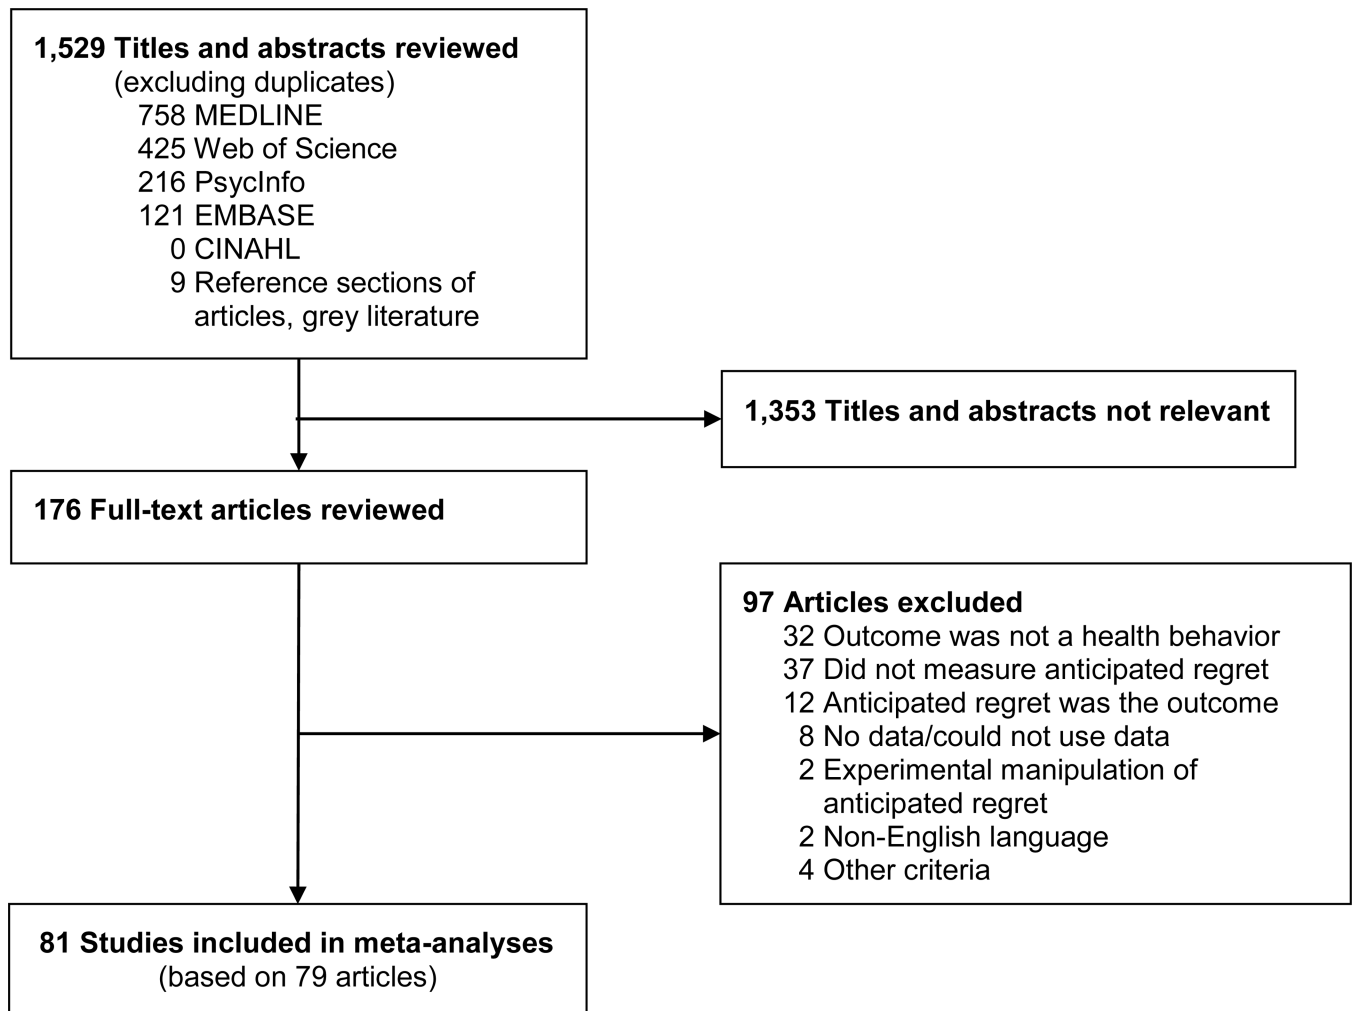 1,529 Titles and abstracts reviewed
(excluding duplicates)
758 MEDLINE
425 Web of Science
216 PsycInfo
121 EMBASE
0 CINAHL
9 Reference sections of
articles, grey literature
1,353 Titles and abstracts not relevant
176 Full-text articles reviewed
97 Articles excluded
32 Outcome was not a health behavior
37 Did not measure anticipated regret
12 Anticipated regret was the outcome
8 No data/could not use data
2 Experimental manipulation of
anticipated regret
2 Non-English language
4 Other criteria
81 Studies included in meta-analyses
(based on 79 articles)